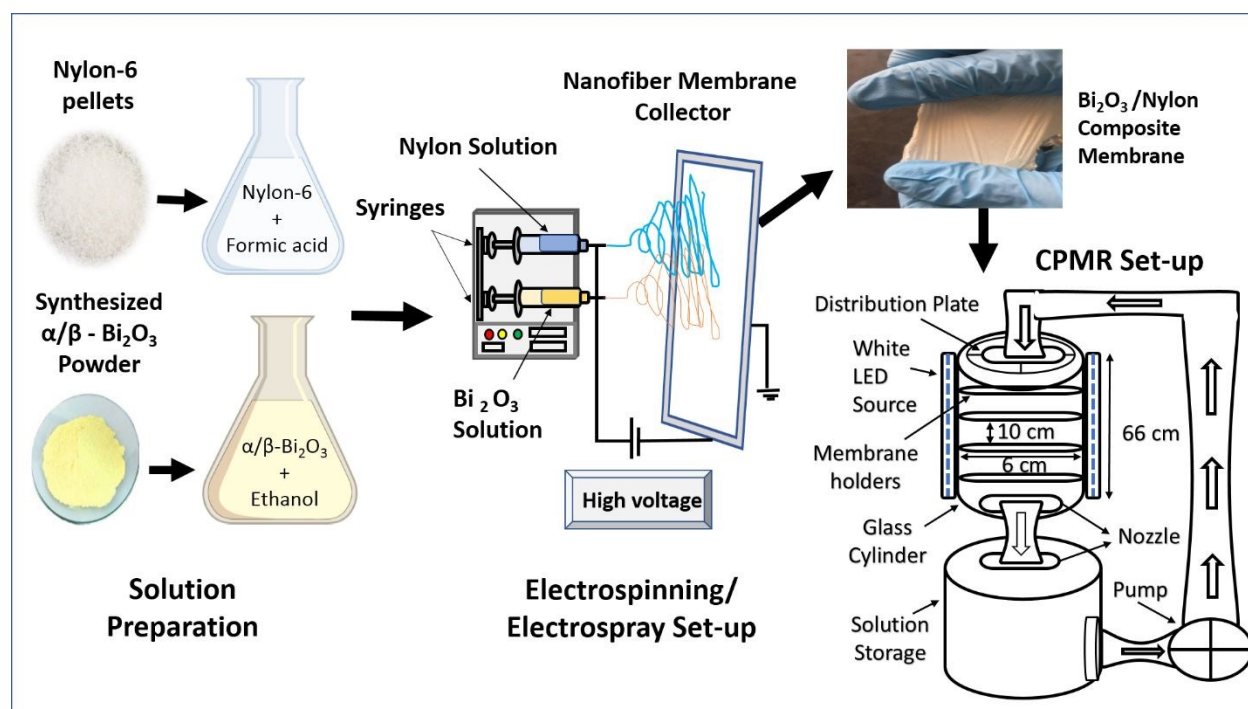 Nylon-6
pellets
Nylon-6
+
Formic acid
Synthesized
α/β - Bi₂O₃
Powder
α/β-Bi₂O₃
+
Ethanol
Solution
Preparation
Nanofiber Membrane
Collector
Nylon Solution
Syringes
Bi ₂ O₃
Solution
High voltage
Electrospinning/
Electrospray Set-up
Bi₂O₃ /Nylon
Composite
Membrane
CPMR Set-up
Distribution Plate
White
LED
Source
10 cm
66 cm
6 cm
Membrane
holders
Glass
Cylinder
Nozzle
Pump
Solution
Storage